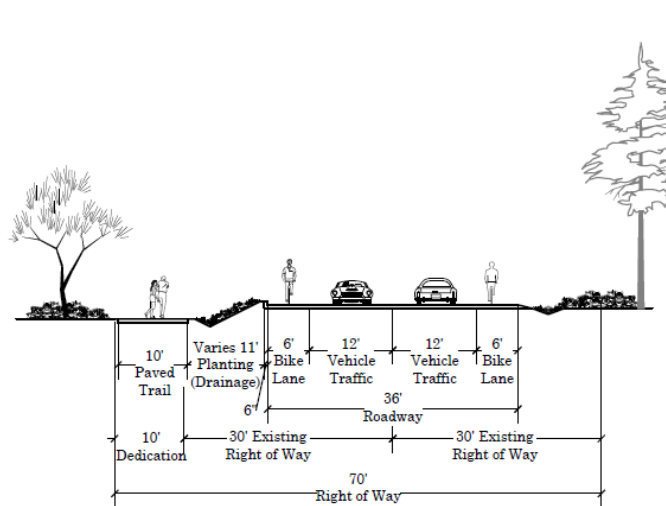 10'
Paved
Trail
Varies 11'
Planting
(Drainage)
6"
6'
Bike
Lane
12'
Vehicle
Traffic
12'
Vehicle
Traffic
6'
Bike
Lane
36'
Roadway
10'
Dedication
30' Existing
Right of Way
30' Existing
Right of Way
70'
Right of Way